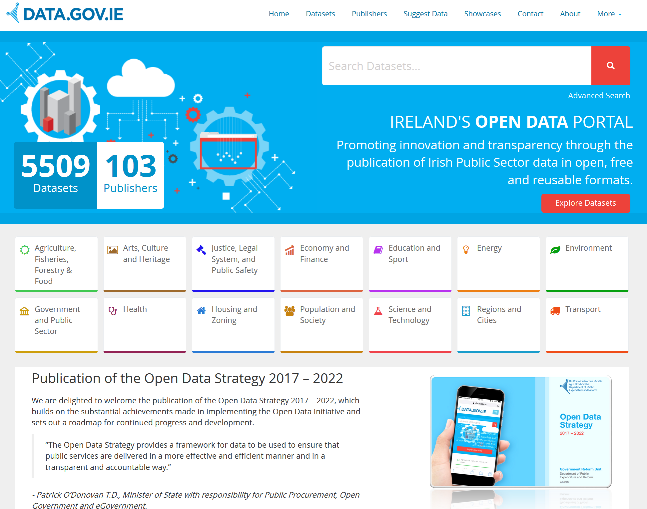 DATA.GOV.IE
Home Datasets Publishers Suggest Data Showcases Contact About More
Search Datasets...
Advanced Search
IRELAND'S OPEN DATA PORTAL
Promoting innovation and transparency through the
publication of Irish Public Sector data in open, free
and reusable formats.
Explore Datasets
5509
Datasets
103
Publishers
Agriculture,
Fisheries,
Forestry &
Food
Arts, Culture
and Heritage
Justice, Legal
System, and
Public Safety
Economy and
Finance
Education and
Sport
Energy
Environment
Government
and Public
Sector
Health
Housing and
Zoning
Population and
Society
Science and
Technology
Regions and
Cities
Transport
Publication of the Open Data Strategy 2017 – 2022
We are delighted to welcome the publication of the Open Data Strategy 2017 – 2022, which
builds on the substantial achievements made in implementing the Open Data initiative and
sets out a roadmap for continued progress and development.
"The Open Data Strategy provides a framework for data to be used to ensure that
public services are delivered in a more effective and efficient manner and in a
transparent and accountable way."
- Patrick O'Donovan T.D., Minister of State with responsibility for Public Procurement, Open
Government and eGovernment.
Open Data
Strategy
2017 – 2022